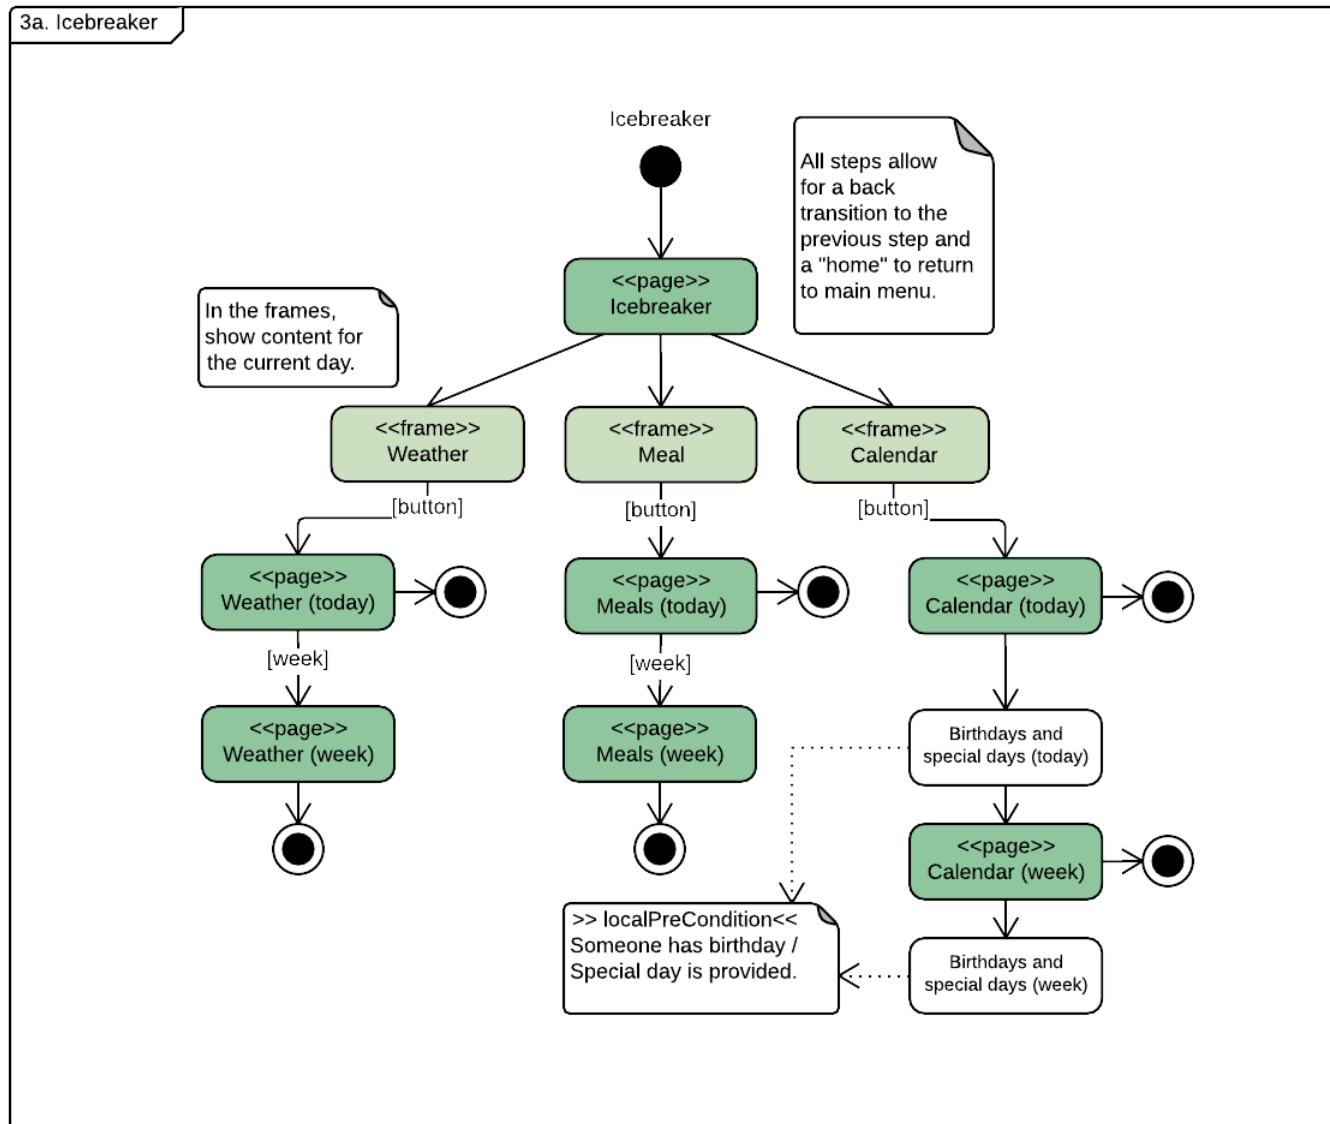 3a. Icebreaker
Icebreaker
All steps allow
for a back
transition to the
previous step and
a "home" to return
to main menu.
<<page>>
Icebreaker
In the frames,
show content for
the current day.
<<frame>>
Weather
<<frame>>
Meal
<<frame>>
Calendar
[button]
[button]
[button]
<<page>>
Weather (today)
<<page>>
Meals (today)
<<page>>
Calendar (today)
[week]
[week]
<<page>>
Weather (week)
<<page>>
Meals (week)
Birthdays and
special days (today)
<<page>>
Calendar (week)
>> localPreCondition<<
Someone has birthday /
Special day is provided.
Birthdays and
special days (week)